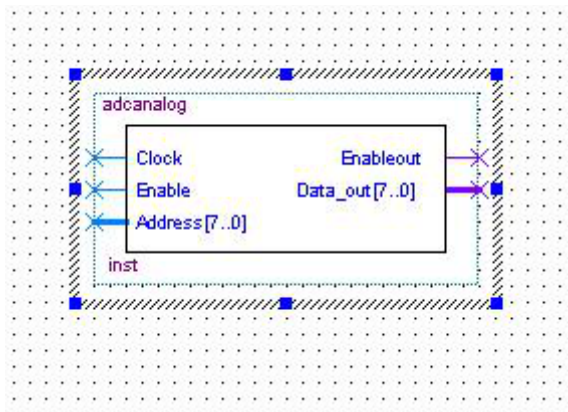 adcanalog
Clock Enableout
Enable Data_out[7..0]
Address[7..0]
inst